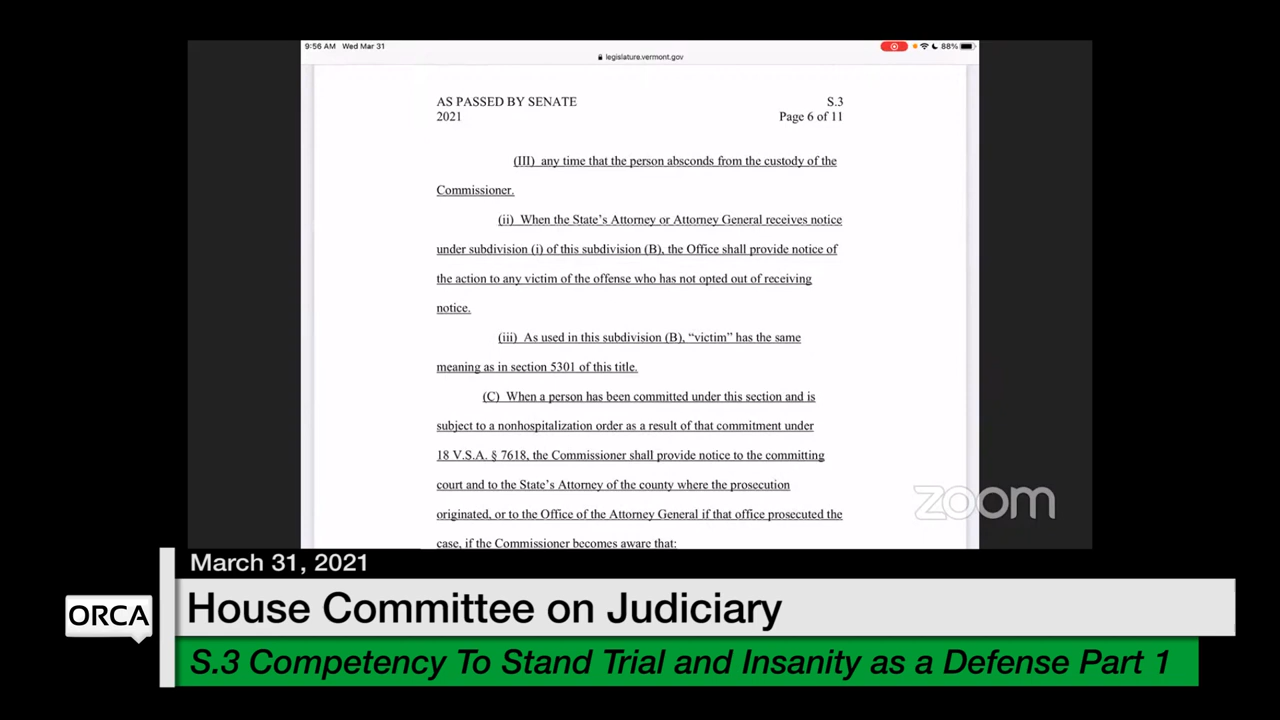 9:56 AM Wed Mar 31
88%
legislature.vermont.gov
AS PASSED BY SENATE S.3
2021 Page 6 of 11
(III) any time that the person absconds from the custody of the
Commissioner.
(ii) When the State’s Attorney or Attorney General receives notice
under subdivision (i) of this subdivision (B), the Office shall provide notice of
the action to any victim of the offense who has not opted out of receiving
notice.
(iii) As used in this subdivision (B), “victim” has the same
meaning as in section 5301 of this title.
(C) When a person has been committed under this section and is
subject to a nonhospitalization order as a result of that commitment under
18 V.S.A. § 7618, the Commissioner shall provide notice to the committing
court and to the State’s Attorney of the county where the prosecution
originated, or to the Office of the Attorney General if that office prosecuted the
case, if the Commissioner becomes aware that:
zoom
March 31, 2021
ORCA
House Committee on Judiciary
S.3 Competency To Stand Trial and Insanity as a Defense Part 1